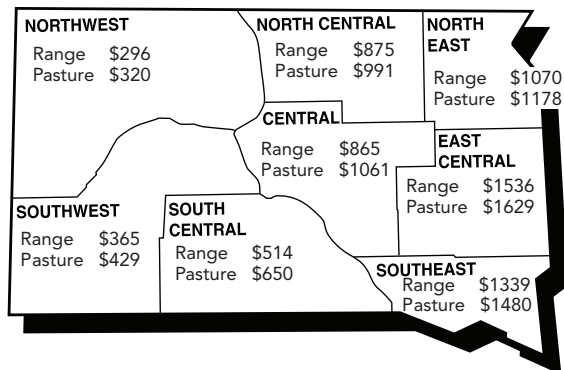 NORTHWEST
Range $296
Pasture $320
NORTH CENTRAL
Range $875
Pasture $991
NORTH
EAST
Range $1070
Pasture $1178
CENTRAL
Range $865
Pasture $1061
EAST
CENTRAL
Range $1536
Pasture $1629
SOUTHWEST
Range $365
Pasture $429
SOUTH
CENTRAL
Range $514
Pasture $650
SOUTHEAST
Range $1339
Pasture $1480